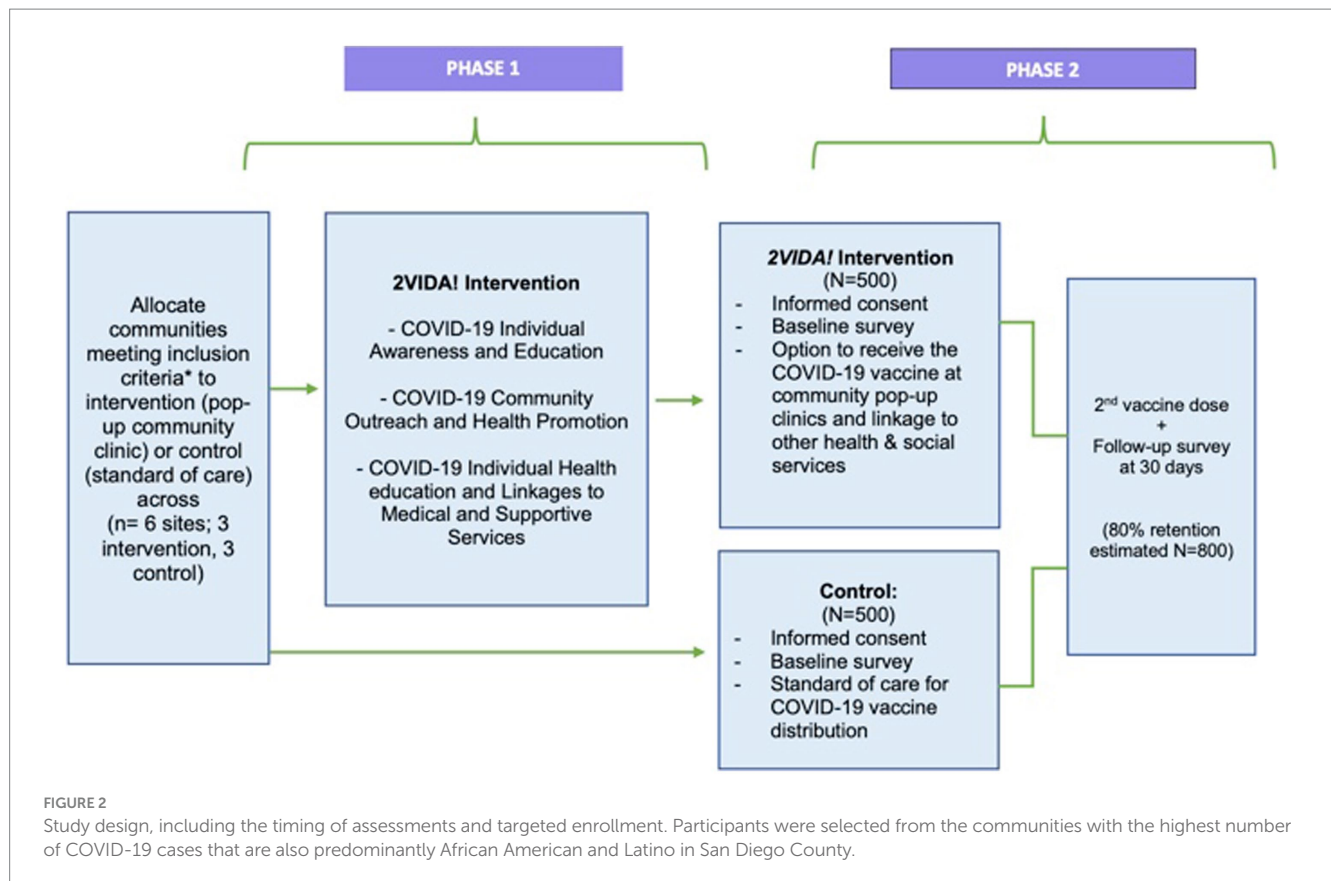 PHASE 1
PHASE 2
Allocate
communities
meeting inclusion
criteria* to
intervention (pop-
up community
clinic) or control
(standard of care)
across
(n= 6 sites; 3
intervention, 3
control)
2VIDA! Intervention
- COVID-19 Individual
Awareness and Education
- COVID-19 Community
Outreach and Health Promotion
- COVID-19 Individual Health
education and Linkages to
Medical and Supportive
Services
2VIDA! Intervention
(N=500)
- Informed consent
- Baseline survey
- Option to receive the
COVID-19 vaccine at
community pop-up
clinics and linkage to
other health & social
services
Control:
(N=500)
- Informed consent
- Baseline survey
- Standard of care for
COVID-19 vaccine
distribution
2nd vaccine dose
+
Follow-up survey
at 30 days
(80% retention
estimated N=800)
FIGURE 2
Study design, including the timing of assessments and targeted enrollment. Participants were selected from the communities with the highest number
of COVID-19 cases that are also predominantly African American and Latino in San Diego County.